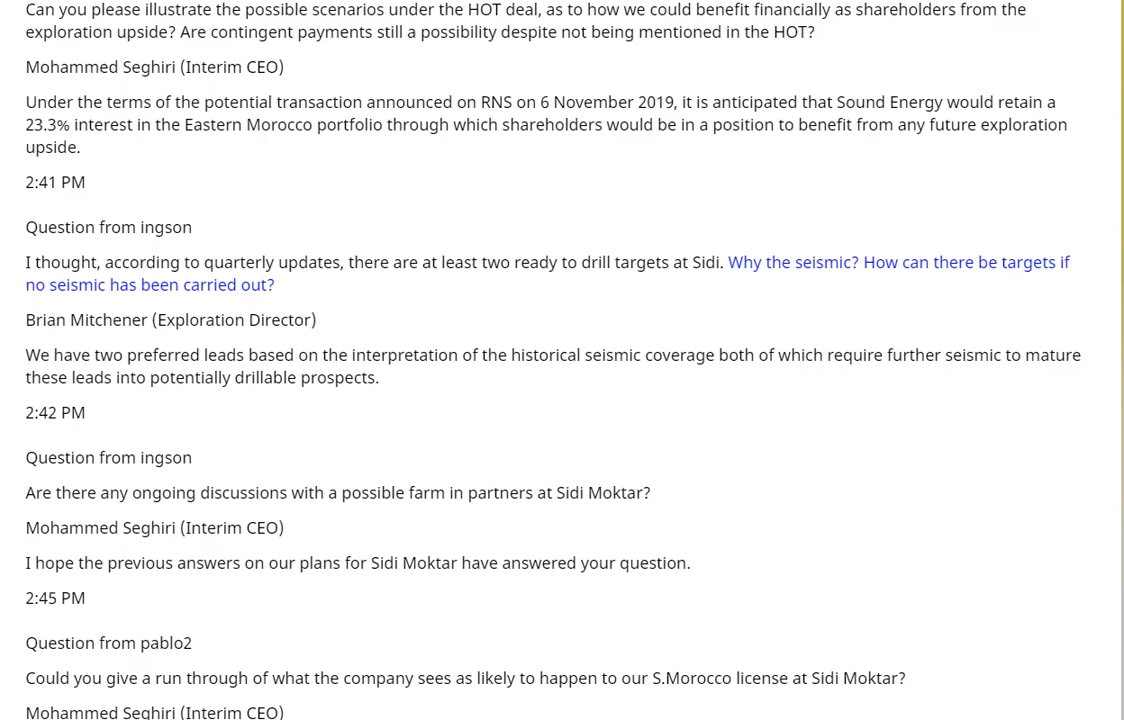 Can you please illustrate the possible scenarios under the HOT deal, as to how we could benefit financially as shareholders from the
exploration upside? Are contingent payments still a possibility despite not being mentioned in the HOT?
Mohammed Seghiri (Interim CEO)
Under the terms of the potential transaction announced on RNS on 6 November 2019, it is anticipated that Sound Energy would retain a
23.3% interest in the Eastern Morocco portfolio through which shareholders would be in a position to benefit from any future exploration
upside.
2:41 PM
Question from ingson
I thought, according to quarterly updates, there are at least two ready to drill targets at Sidi. Why the seismic? How can there be targets if
no seismic has been carried out?
Brian Mitchener (Exploration Director)
We have two preferred leads based on the interpretation of the historical seismic coverage both of which require further seismic to mature
these leads into potentially drillable prospects.
2:42 PM
Question from ingson
Are there any ongoing discussions with a possible farm in partners at Sidi Moktar?
Mohammed Seghiri (Interim CEO)
I hope the previous answers on our plans for Sidi Moktar have answered your question.
2:45 PM
Question from pablo2
Could you give a run through of what the company sees as likely to happen to our S.Morocco license at Sidi Moktar?
Mohammed Seghiri (Interim CEO)